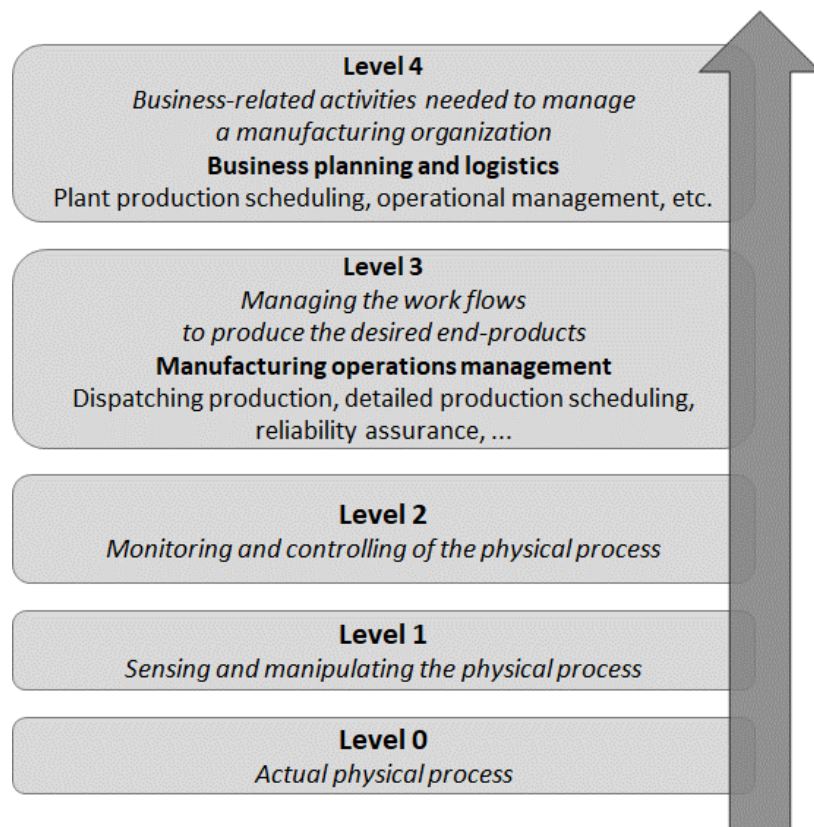 Level 4
Business-related activities needed to manage
a manufacturing organization
Business planning and logistics
Plant production scheduling, operational management, etc.
Level 3
Managing the work flows
to produce the desired end-products
Manufacturing operations management
Dispatching production, detailed production scheduling,
reliability assurance, ...
Level 2
Monitoring and controlling of the physical process
Level 1
Sensing and manipulating the physical process
Level 0
Actual physical process